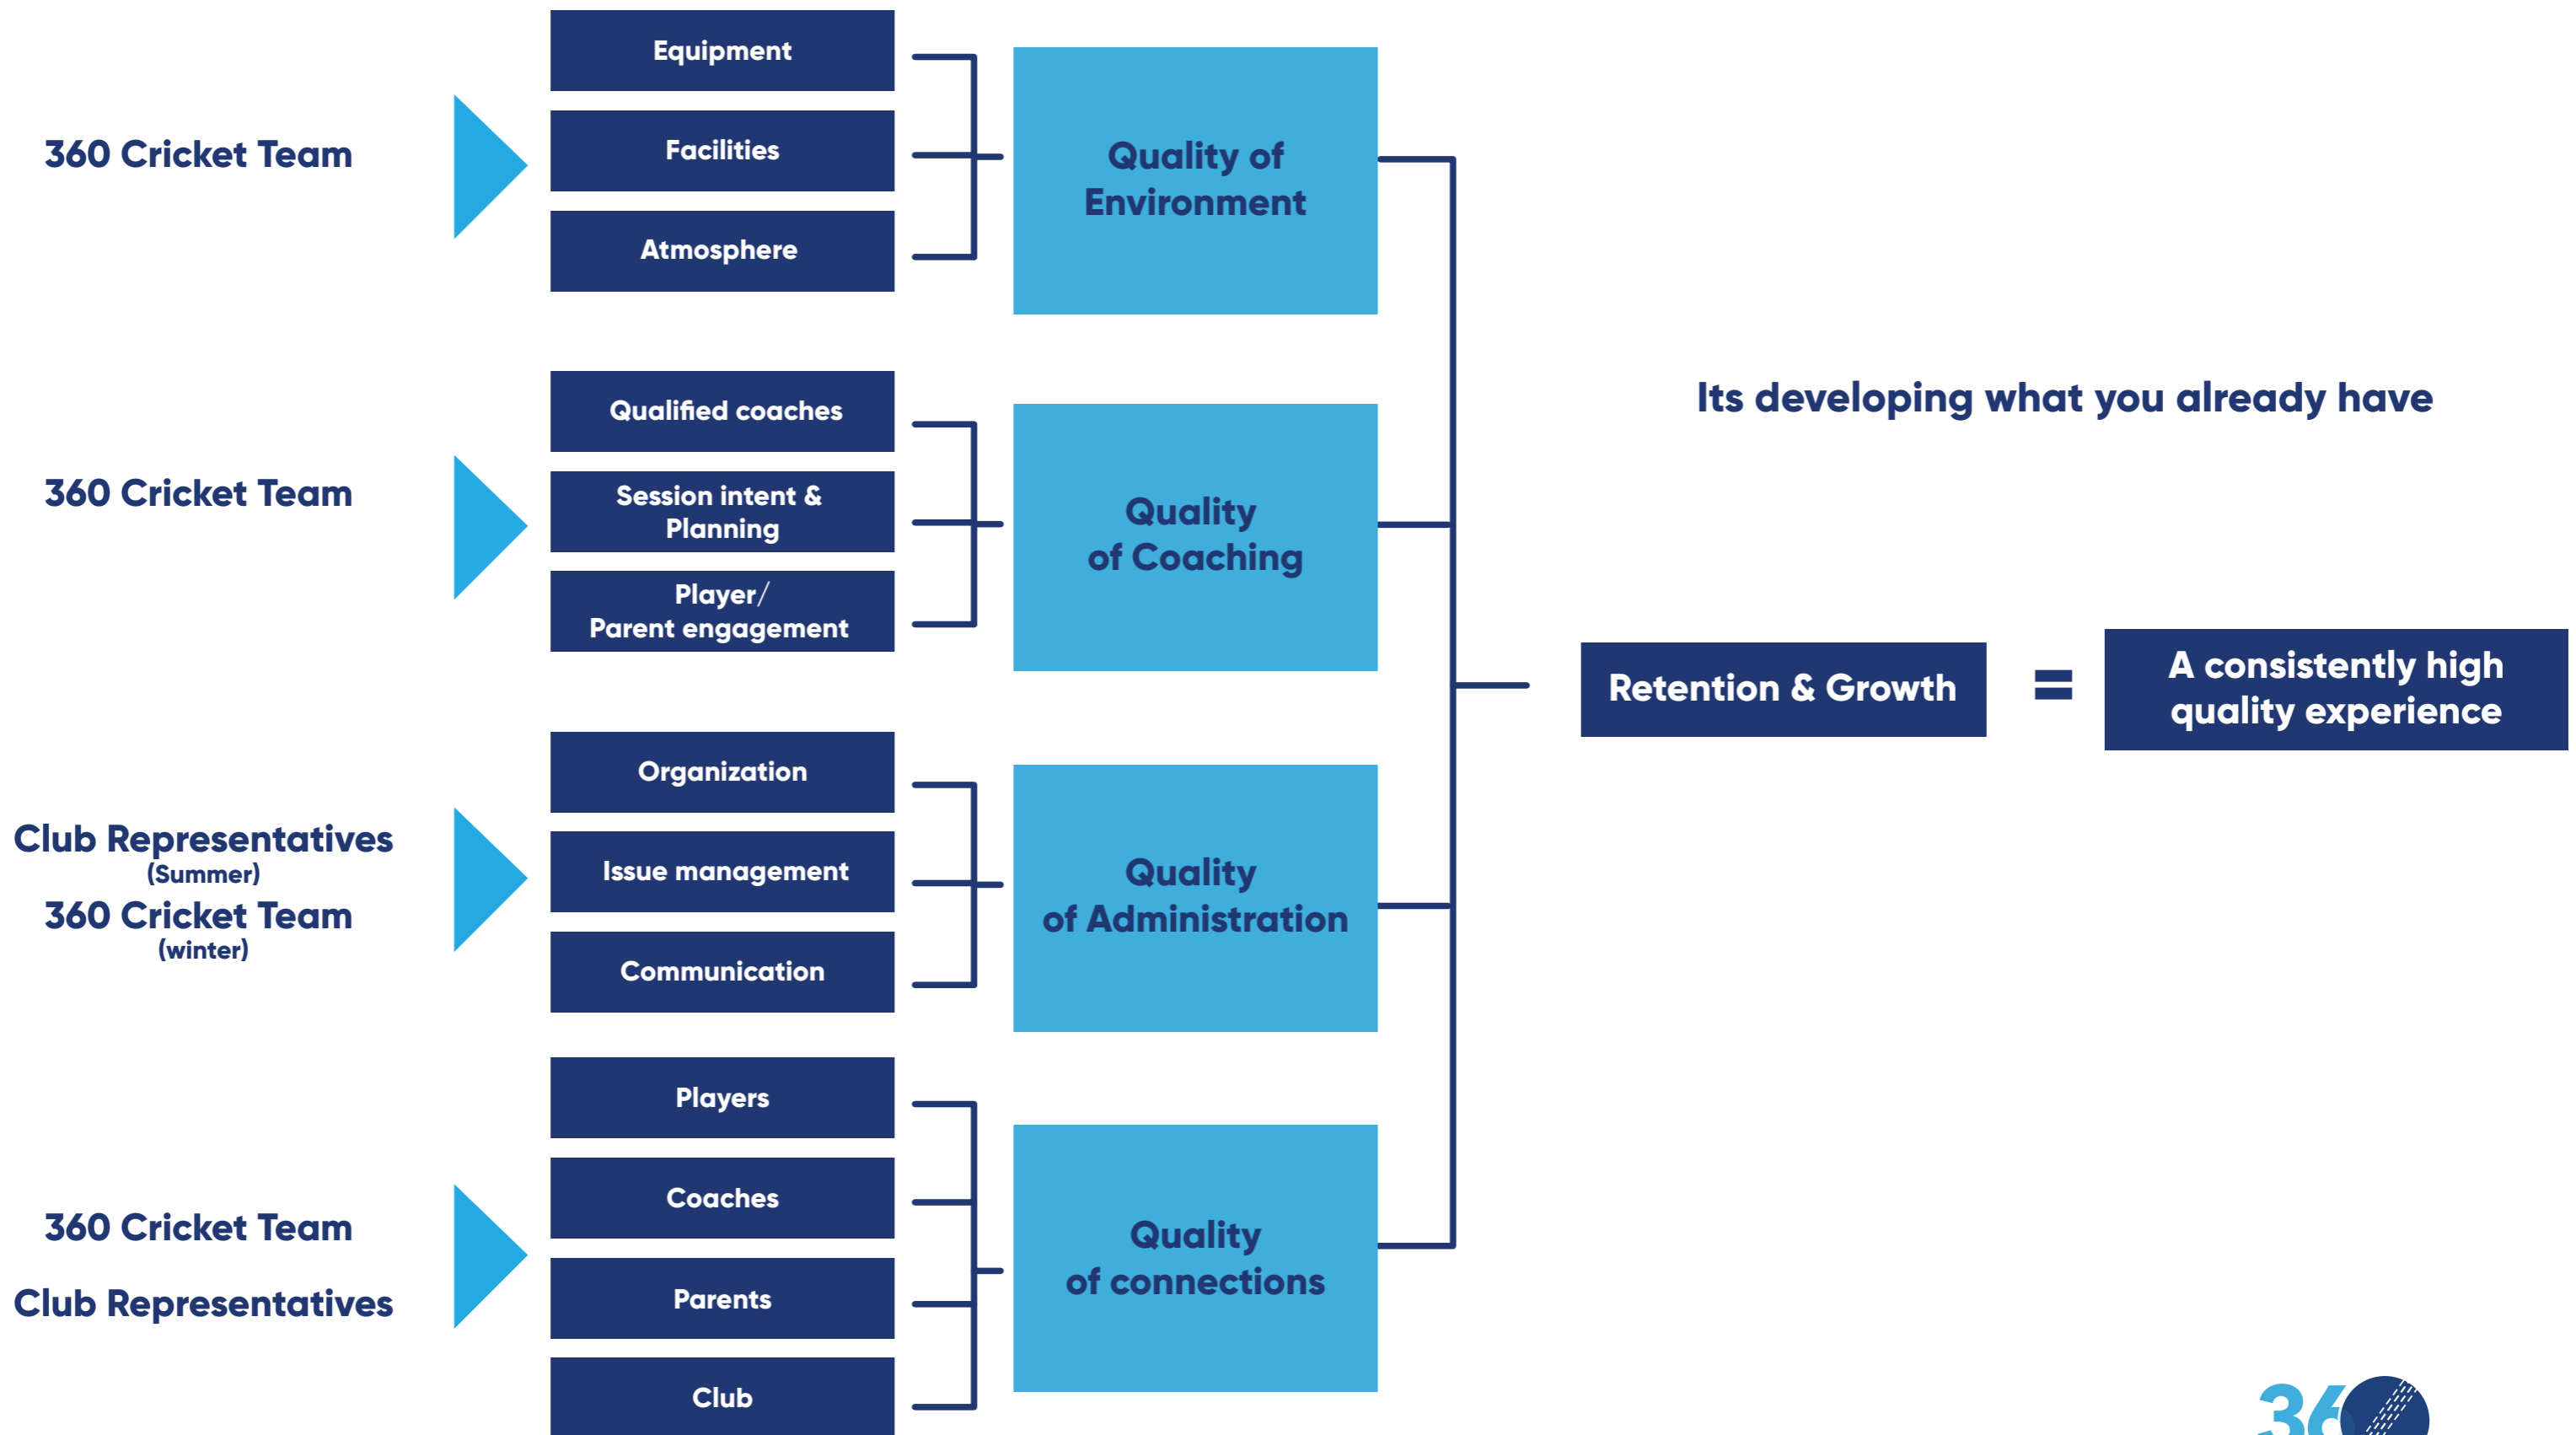 360 Cricket Team
Equipment
Facilities
Atmosphere
Quality of
Environment
360 Cricket Team
Qualified coaches
Session intent &
Planning
Player/
Parent engagement
Quality
of Coaching
Club Representatives
(Summer)
360 Cricket Team
(winter)
Organization
Issue management
Communication
Quality
of Administration
360 Cricket Team
Club Representatives
Players
Coaches
Parents
Club
Quality
of connections
Its developing what you already have
Retention & Growth
=
A consistently high
quality experience
360